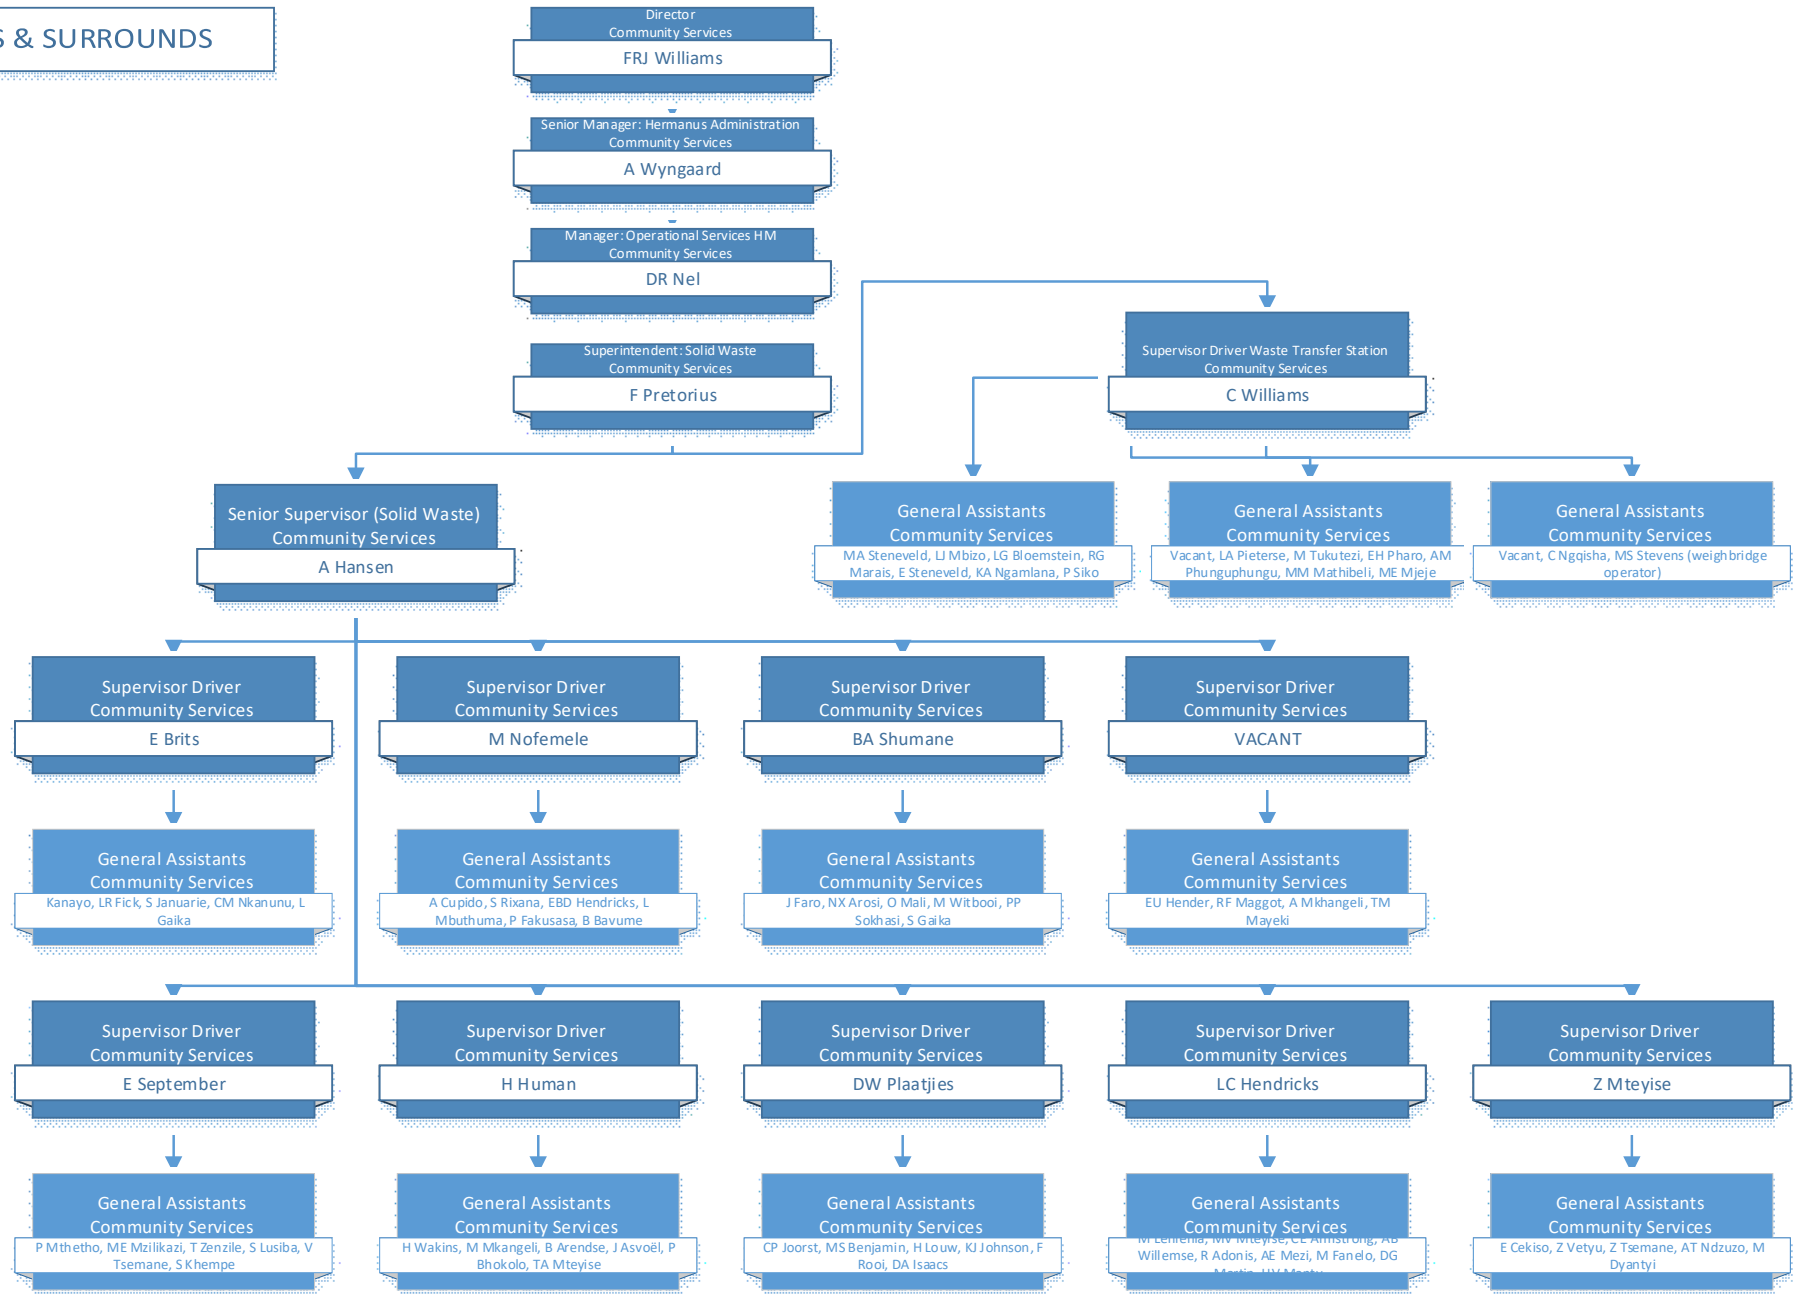 S & SURROUNDS
Director
Community Services
FRJ Williams
Senior Manager: Hermanus Administration
Community Services
A Wyngaard
Manager: Operational Services HM
Community Services
DR Nel
Superintendent: Solid Waste
Community Services
F Pretorius
Supervisor Driver Waste Transfer Station
Community Services
C Williams
Senior Supervisor (Solid Waste)
Community Services
A Hansen
General Assistants
Community Services
MA Steneveld, LJ Mbizo, LG Bloemstein, RG
Marais, E Steneveld, KA Ngamlana, P Siko
General Assistants
Community Services
Vacant, LA Pieterse, M Tukutezi, EH Pharo, AM
Phunguphungu, MM Mathibeli, ME Mjeje
General Assistants
Community Services
Vacant, C Ngqisha, MS Stevens (weighbridge
operator)
Supervisor Driver
Community Services
E Brits
Supervisor Driver
Community Services
M Nofemele
Supervisor Driver
Community Services
BA Shumane
Supervisor Driver
Community Services
VACANT
General Assistants
Community Services
Kanayo, LR Fick, S Januarie, CM Nkanunu, L
Gaika
General Assistants
Community Services
A Cupido, S Rixana, EBD Hendricks, L
Mbuthuma, P Fakusasa, B Bavume
General Assistants
Community Services
J Faro, NX Arosi, O Mali, M Witbooi, PP
Sokhasi, S Gaika
General Assistants
Community Services
EU Hender, RF Maggot, A Mkhangeli, TM
Mayeki
Supervisor Driver
Community Services
E September
Supervisor Driver
Community Services
H Human
Supervisor Driver
Community Services
DW Plaatjies
Supervisor Driver
Community Services
LC Hendricks
Supervisor Driver
Community Services
Z Mteyise
General Assistants
Community Services
P Mthetho, ME Mzilikazi, T Zenzile, S Lusiba, V
Tsemane, S Khempe
General Assistants
Community Services
H Wakins, M Mkangeli, B Arendse, J Asvoël, P
Bhokolo, TA Mteyise
General Assistants
Community Services
CP Joorst, MS Benjamin, H Louw, KJ Johnson, F
Rooi, DA Isaacs
General Assistants
Community Services
MV Mteyise, CE Armstrong, AB
Willemse, R Adonis, AE Mezi, M Fanelo, DG
General Assistants
Community Services
E Cekiso, Z Vetyu, Z Tsemane, AT Ndzuzo, M
Dyantyi